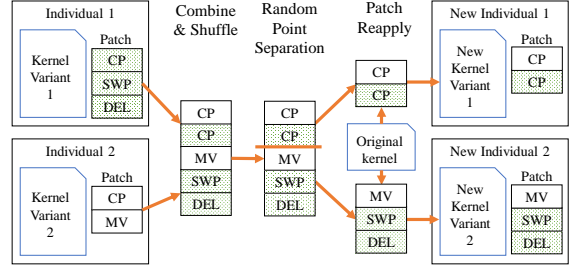 Individual 1
Kernel
Variant
1
Patch
CP
SWP
DEL
Individual 2
Kernel
Variant
2
Patch
CP
MV
Combine
& Shuffle
CP
CP
MV
SWP
DEL
Random
Point
Separation
CP
CP
MV
SWP
DEL
Patch
Reapply
CP
CP
Original
kernel
MV
SWP
DEL
New Individual 1
New
Kernel
Variant
1
Patch
CP
CP
New Individual 2
New
Kernel
Variant
2
Patch
MV
SWP
DEL